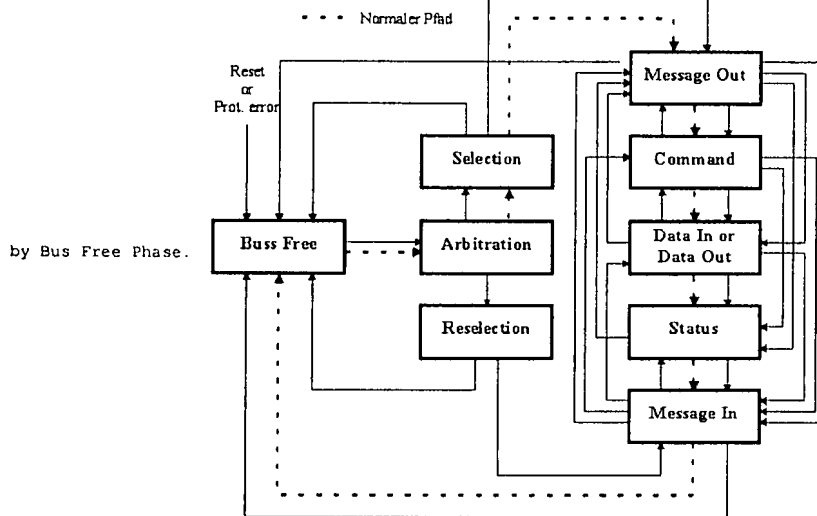 Normaler Pfad
Reset
or
Prot. error
Message Out
Selection
Command
by Bus Free Phase.
Buss Free
Arbitration
Data In or
Data Out
Reselection
Status
Message In